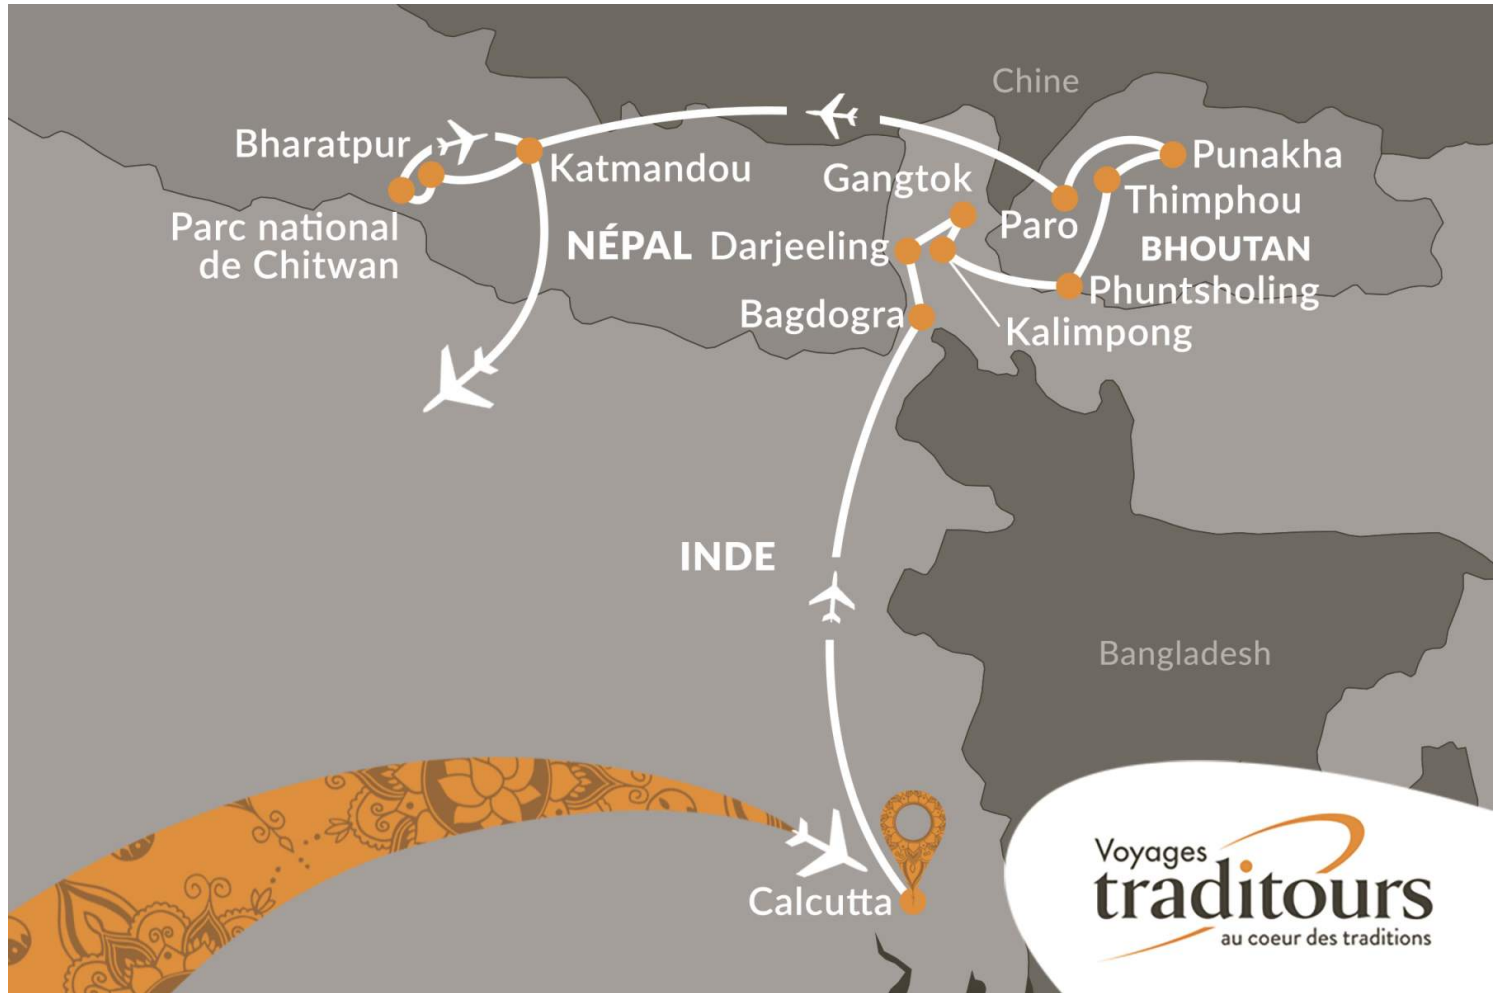 Chine
Bharatpur
Katmandou
Gangtok
Punakha
Thimphou
Paro
Parc national
de Chitwan
NÉPAL
Darjeeling
BHOUTAN
Phuntsholing
Bagdogra
Kalimpong
INDE
Bangladesh
Calcutta
Voyages
traditours
au coeur des traditions